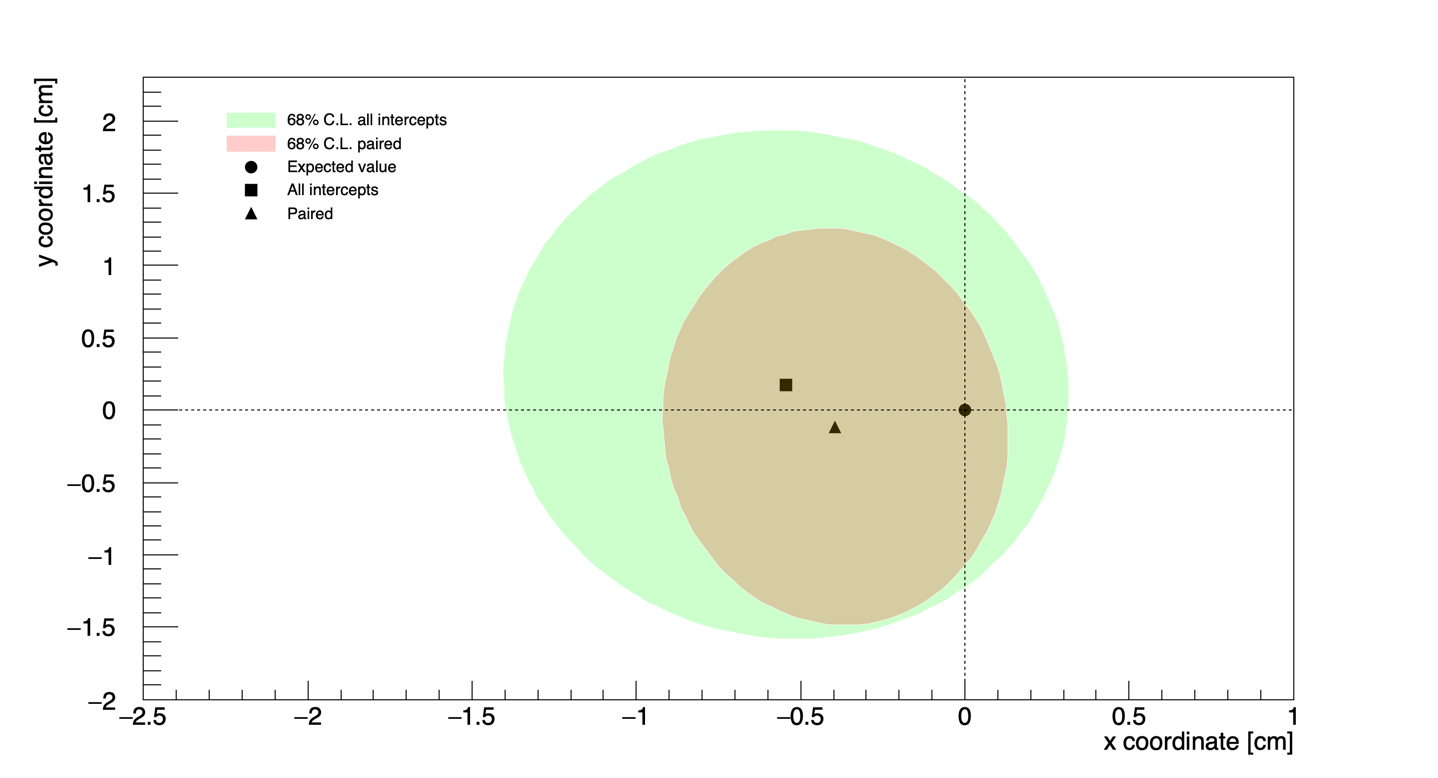 y coordinate [cm]
68% C.L. all intercepts
68% C.L. paired
Expected value
All intercepts
Paired
2
1.5
1
0.5
0
−0.5
−1
−1.5
−2
−2.5 −2 −1.5 −1 −0.5 0 0.5 1
x coordinate [cm]